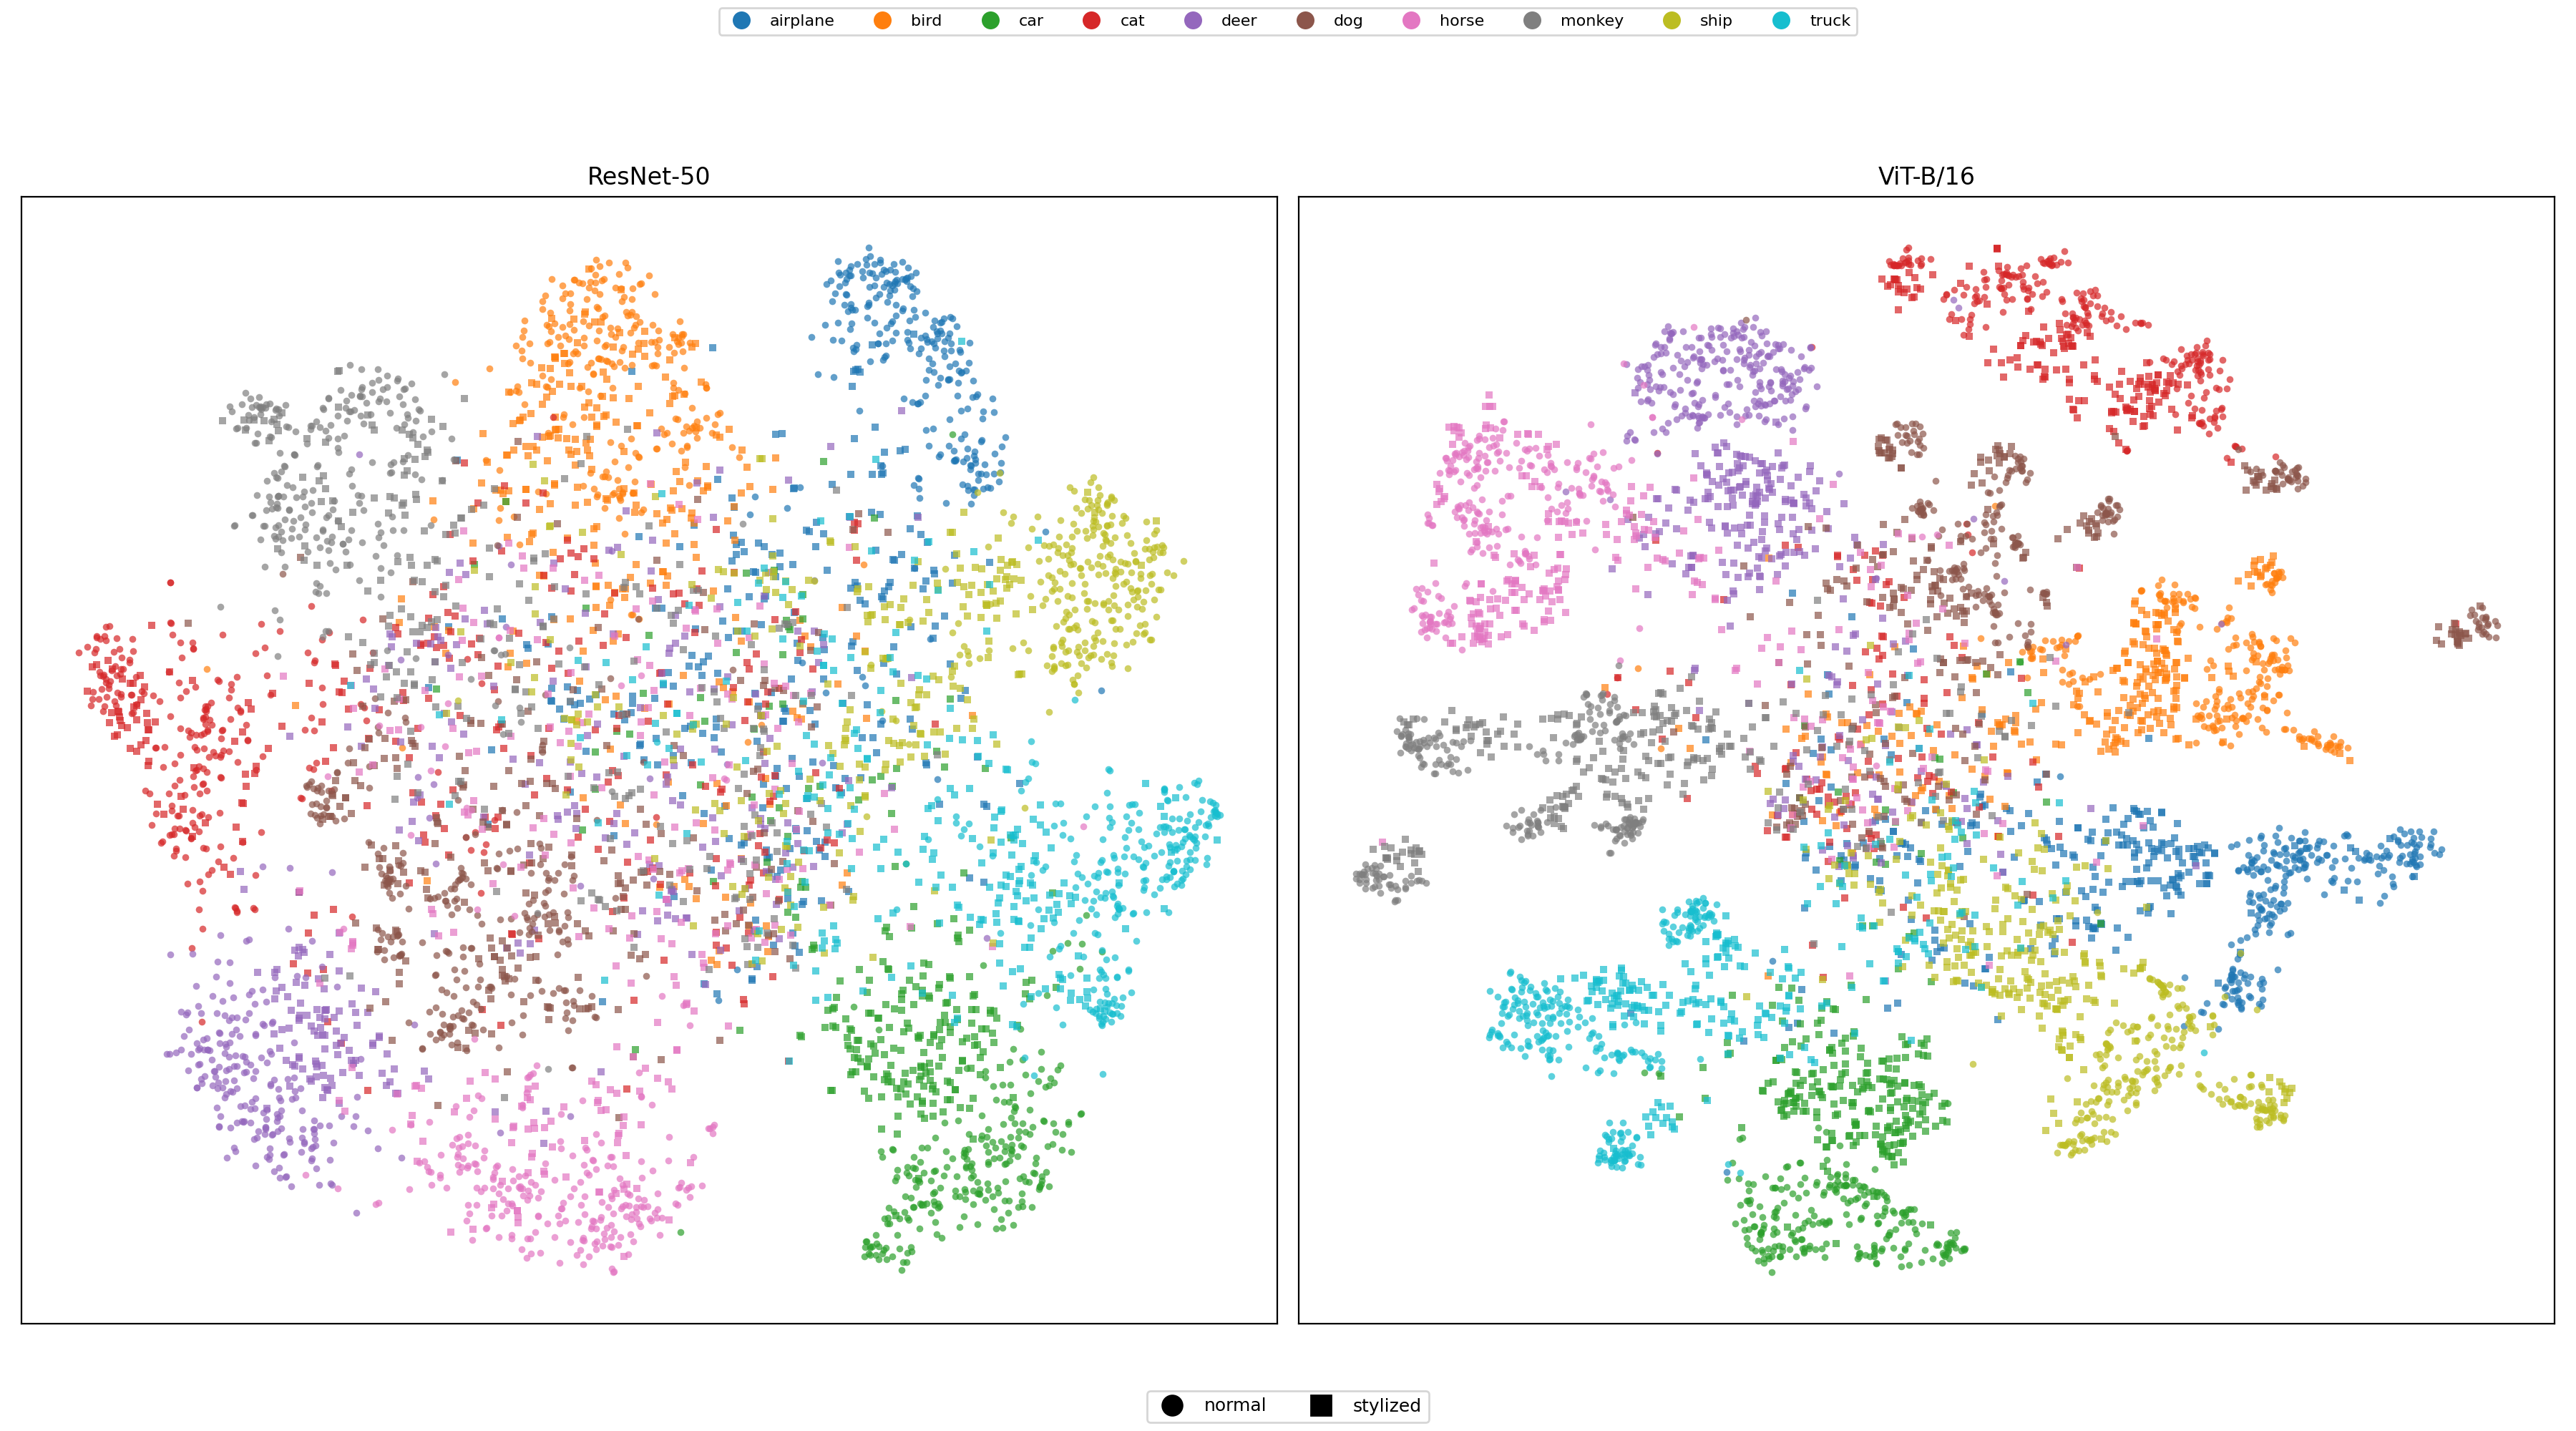 airplane bird car cat deer dog horse monkey ship truck
ResNet-50
ViT-B/16
normal stylized